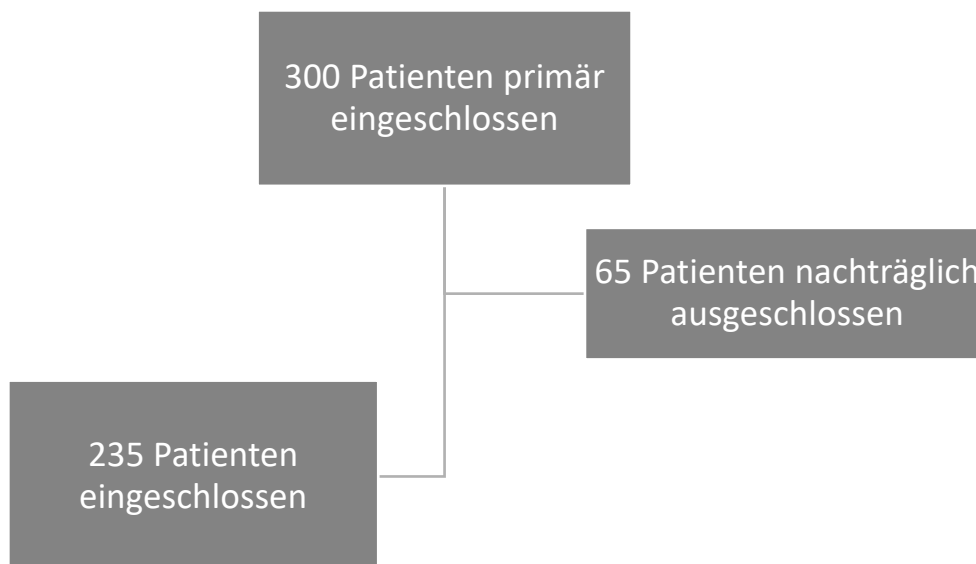 300 Patienten primär
eingeschlossen
65 Patienten nachträglich
ausgeschlossen
235 Patienten
eingeschlossen